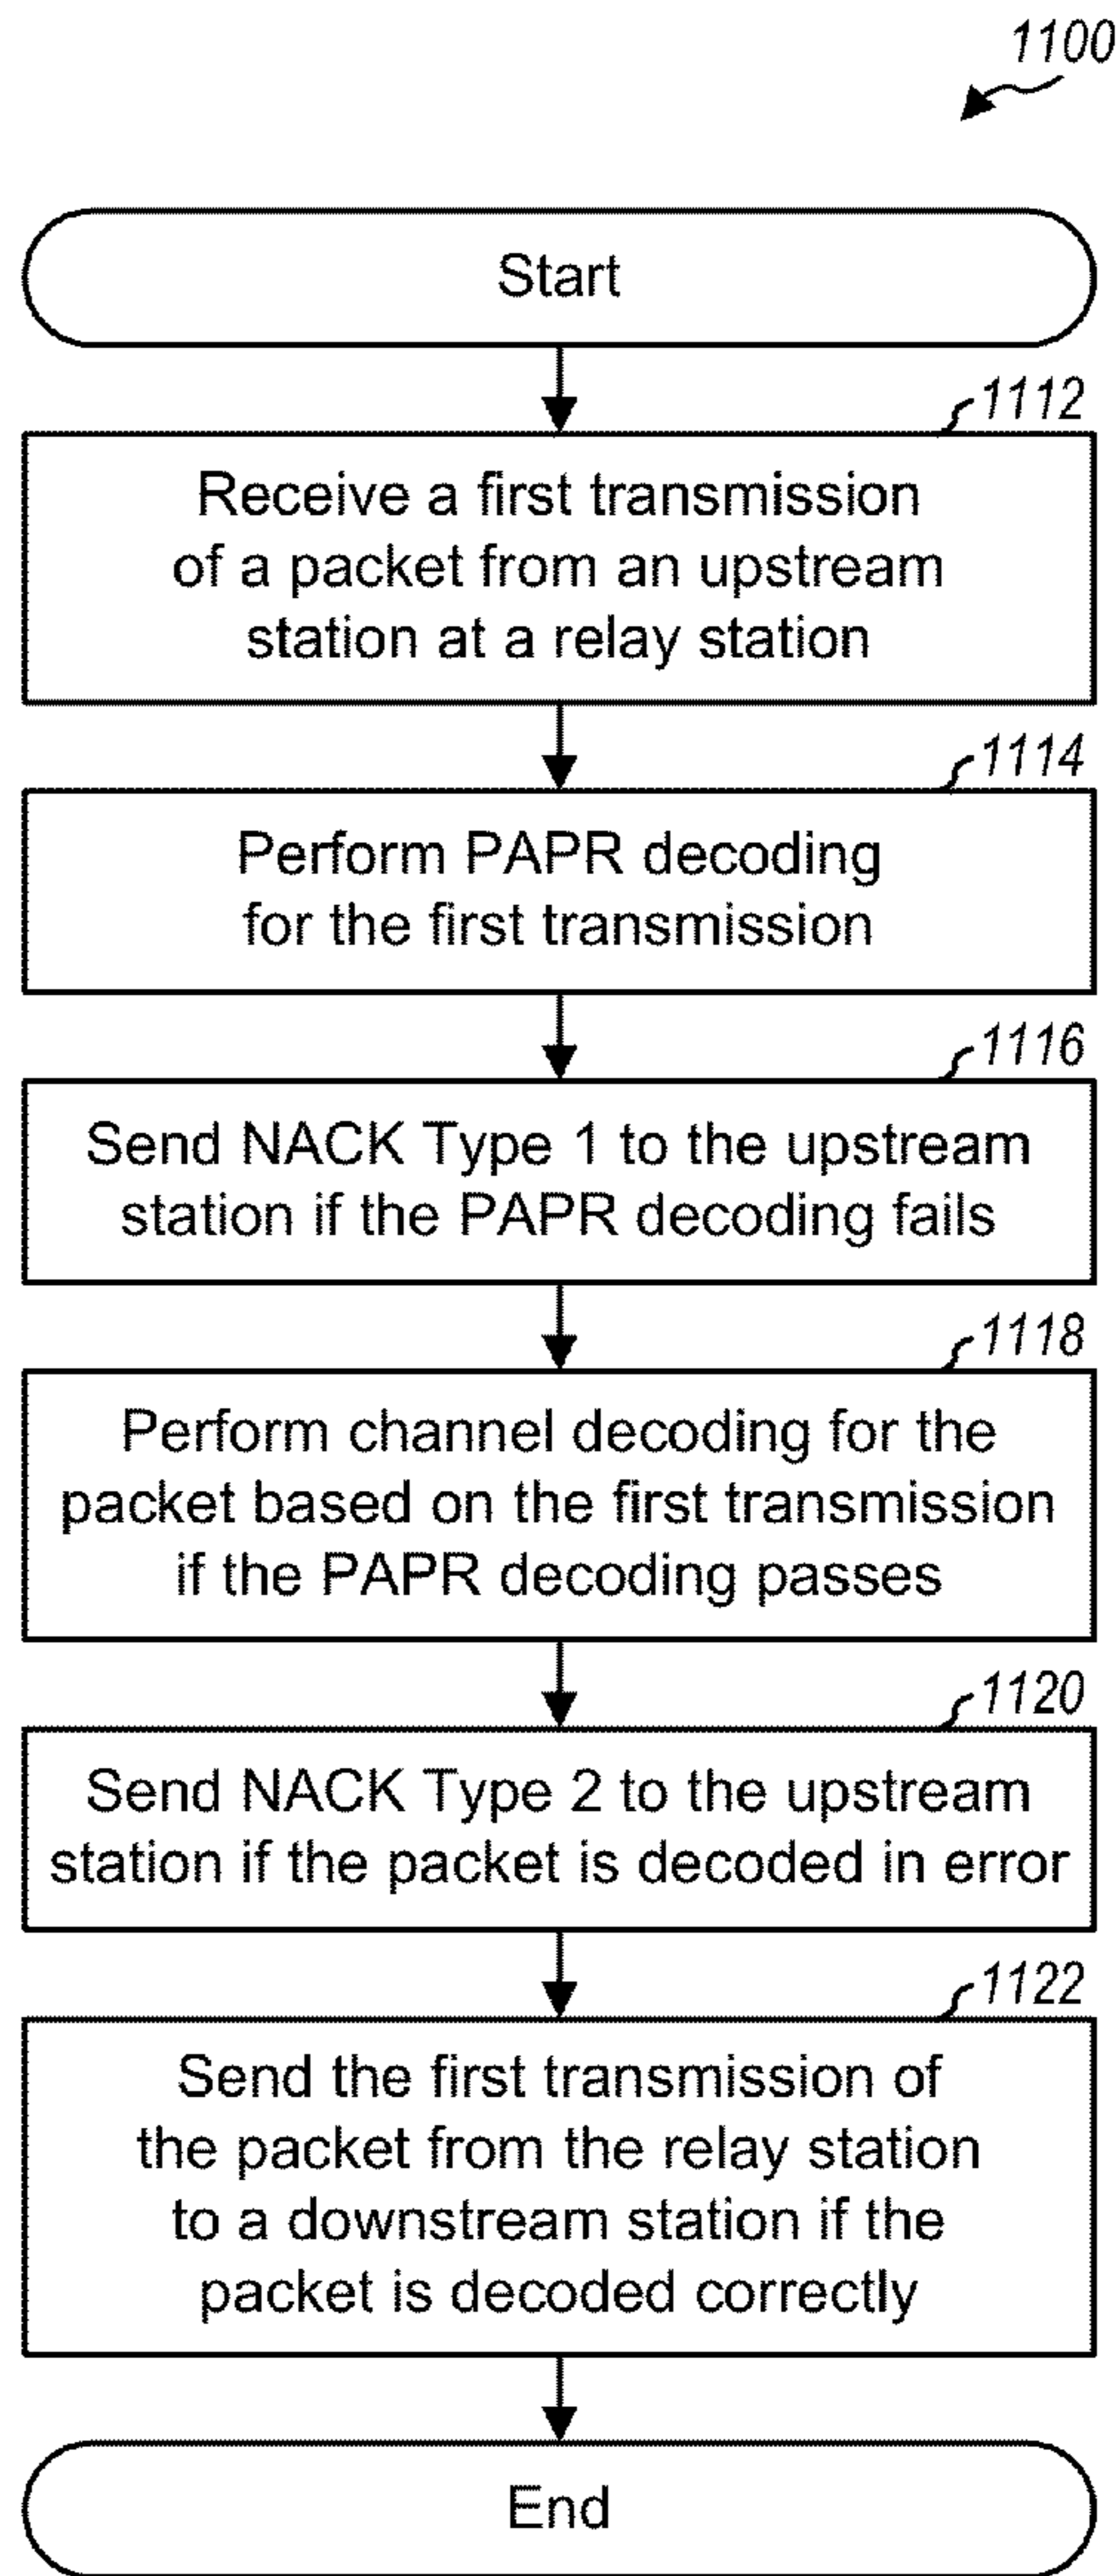 1100
Start
1112
Receive a first transmission
of a packet from an upstream
station at a relay station
1114
Perform PAPR decoding
for the first transmission
1116
Send NACK Type 1 to the upstream
station if the PAPR decoding fails
1118
Perform channel decoding for the
packet based on the first transmission
if the PAPR decoding passes
1120
Send NACK Type 2 to the upstream
station if the packet is decoded in error
1122
Send the first transmission of
the packet from the relay station
to a downstream station if the
packet is decoded correctly
End